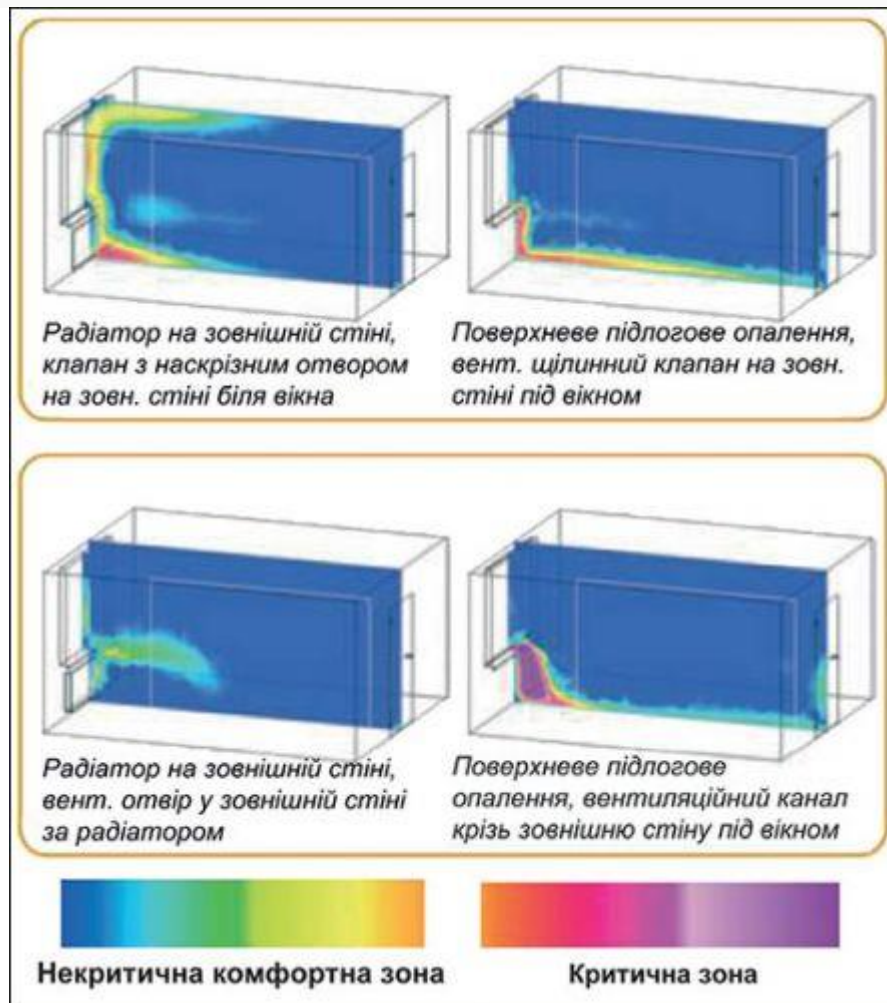 Радіатор на зовнішній стіні,
клапан з наскрізним отвором
на зовн. стіні біля вікна
Поверхневе підлогове опалення,
вент. щілинний клапан на зовн.
стіні під вікном
Радіатор на зовнішній стіні,
вент. отвір у зовнішній стіні
за радіатором
Поверхневе підлогове
опалення, вентиляційний канал
крізь зовнішню стіну під вікном
Некритична комфортна зона
Критична зона